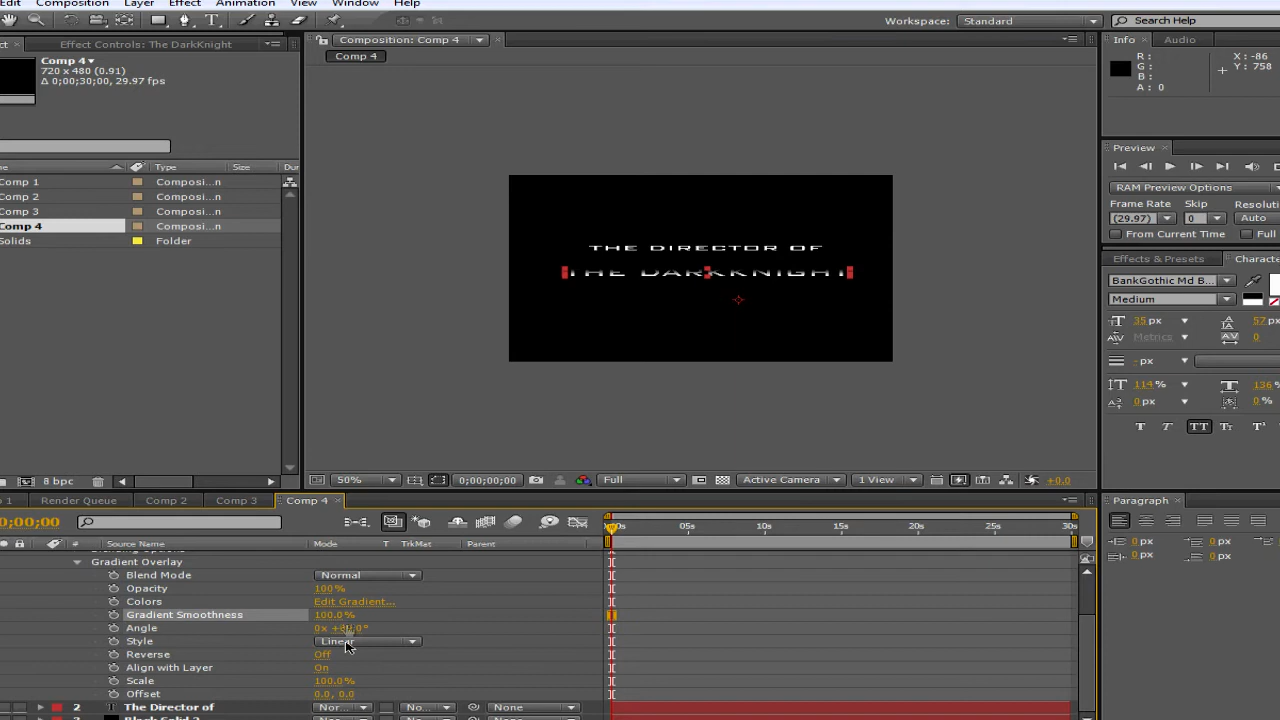 Edit Composition Layer Effect Animation View Window Help
Workspace: Standard Search Help
Effect Controls: The DarkKnight
Composition: Comp 4
Info Audio
Comp 4
720 x 480 (0.91)
Δ 0;00;30;00, 29.97 fps
Comp 4
R:
G:
B:
A: 0
X: -86
Y: 758
Type Size
Comp 1 Composi...n
Comp 2 Composi...n
Comp 3 Composi...n
Comp 4 Composi...n
Solids Folder
THE DIRECTOR OF
THE DARKKNIGHT
Preview
RAM Preview Options
Frame Rate Skip
(29.97) 0 Auto
From Current Time Full
Effects & Presets
BankGothic Md B...
Medium
35 px 57 px
Metrics 0
- px
114 % 136
0 px 0 %
8 bpc
50% 0;00;00;00 Full Active Camera 1 View +0.0
Render Queue Comp 2 Comp 3 Comp 4
0;00;00
# Source Name Mode T TrkMat Parent
05s 10s 15s 20s 25s 30s
Gradient Overlay
Blend Mode Normal
Opacity 100%
Colors Edit Gradient...
Gradient Smoothness 100.0%
Angle
Style Linear
Reverse Off
Align with Layer On
Scale 100.0%
Offset 0.0, 0.0
2 T The Director of Nor... No... None
Black Solid 2
Paragraph
0 px 0 px
0 px 0 px